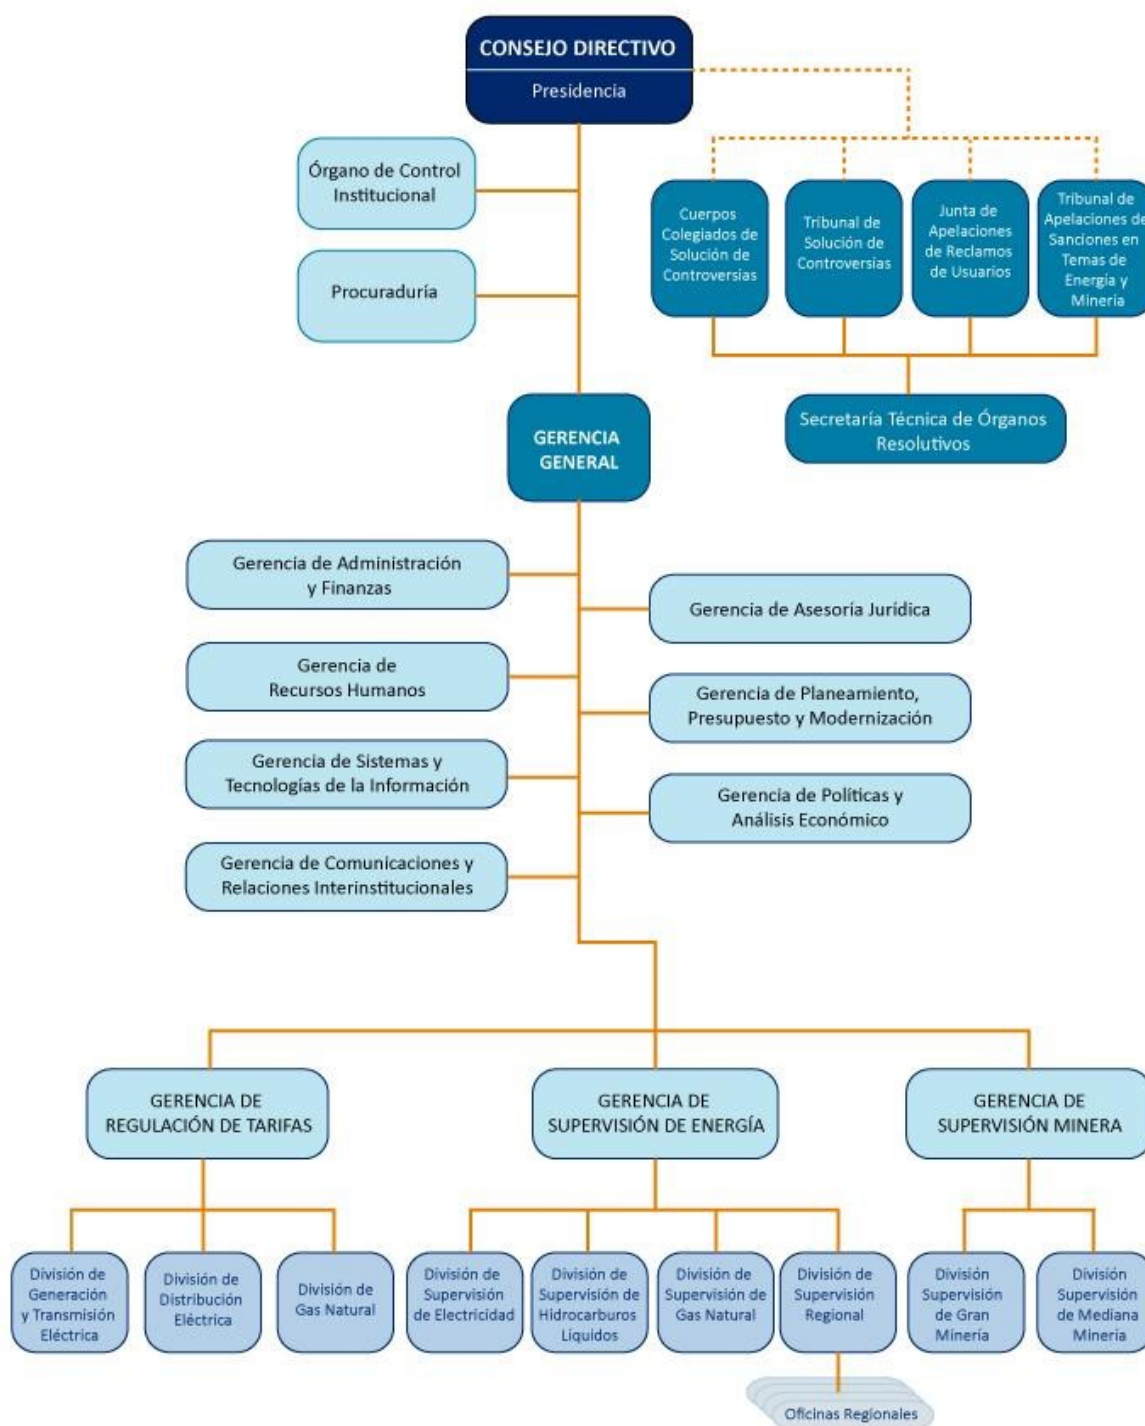 CONSEJO DIRECTIVO
Presidencia
Órgano de Control
Institucional
Procuraduría
Cuerpos
Colegiados de
Solución de
Controversias
Tribunal de
Solución de
Controversias
Junta de
Apelaciones
de Reclamos
de Usuarios
Tribunal de
Apelaciones de
Sanciones en
Temas de
Energía y
Minería
Secretaría Técnica de Órganos
Resolutivos
GERENCIA
GENERAL
Gerencia de Administración
y Finanzas
Gerencia de Asesoría Jurídica
Gerencia de
Recursos Humanos
Gerencia de Planeamiento,
Presupuesto y Modernización
Gerencia de Sistemas y
Tecnologías de la Información
Gerencia de Políticas y
Análisis Económico
Gerencia de Comunicaciones y
Relaciones Interinstitucionales
GERENCIA DE
REGULACIÓN DE TARIFAS
GERENCIA DE
SUPERVISIÓN DE ENERGÍA
GERENCIA DE
SUPERVISIÓN MINERA
División de
Generación
y Transmisión
Eléctrica
División de
Distribución
Eléctrica
División de
Gas Natural
División de
Supervisión
de Electricidad
División de
Supervisión de
Hidrocarburos
Líquidos
División de
Supervisión de
Gas Natural
División de
Supervisión
Regional
División
Supervisión
de Gran
Minería
División
Supervisión
de Mediana
Mineria
Oficinas Regionales